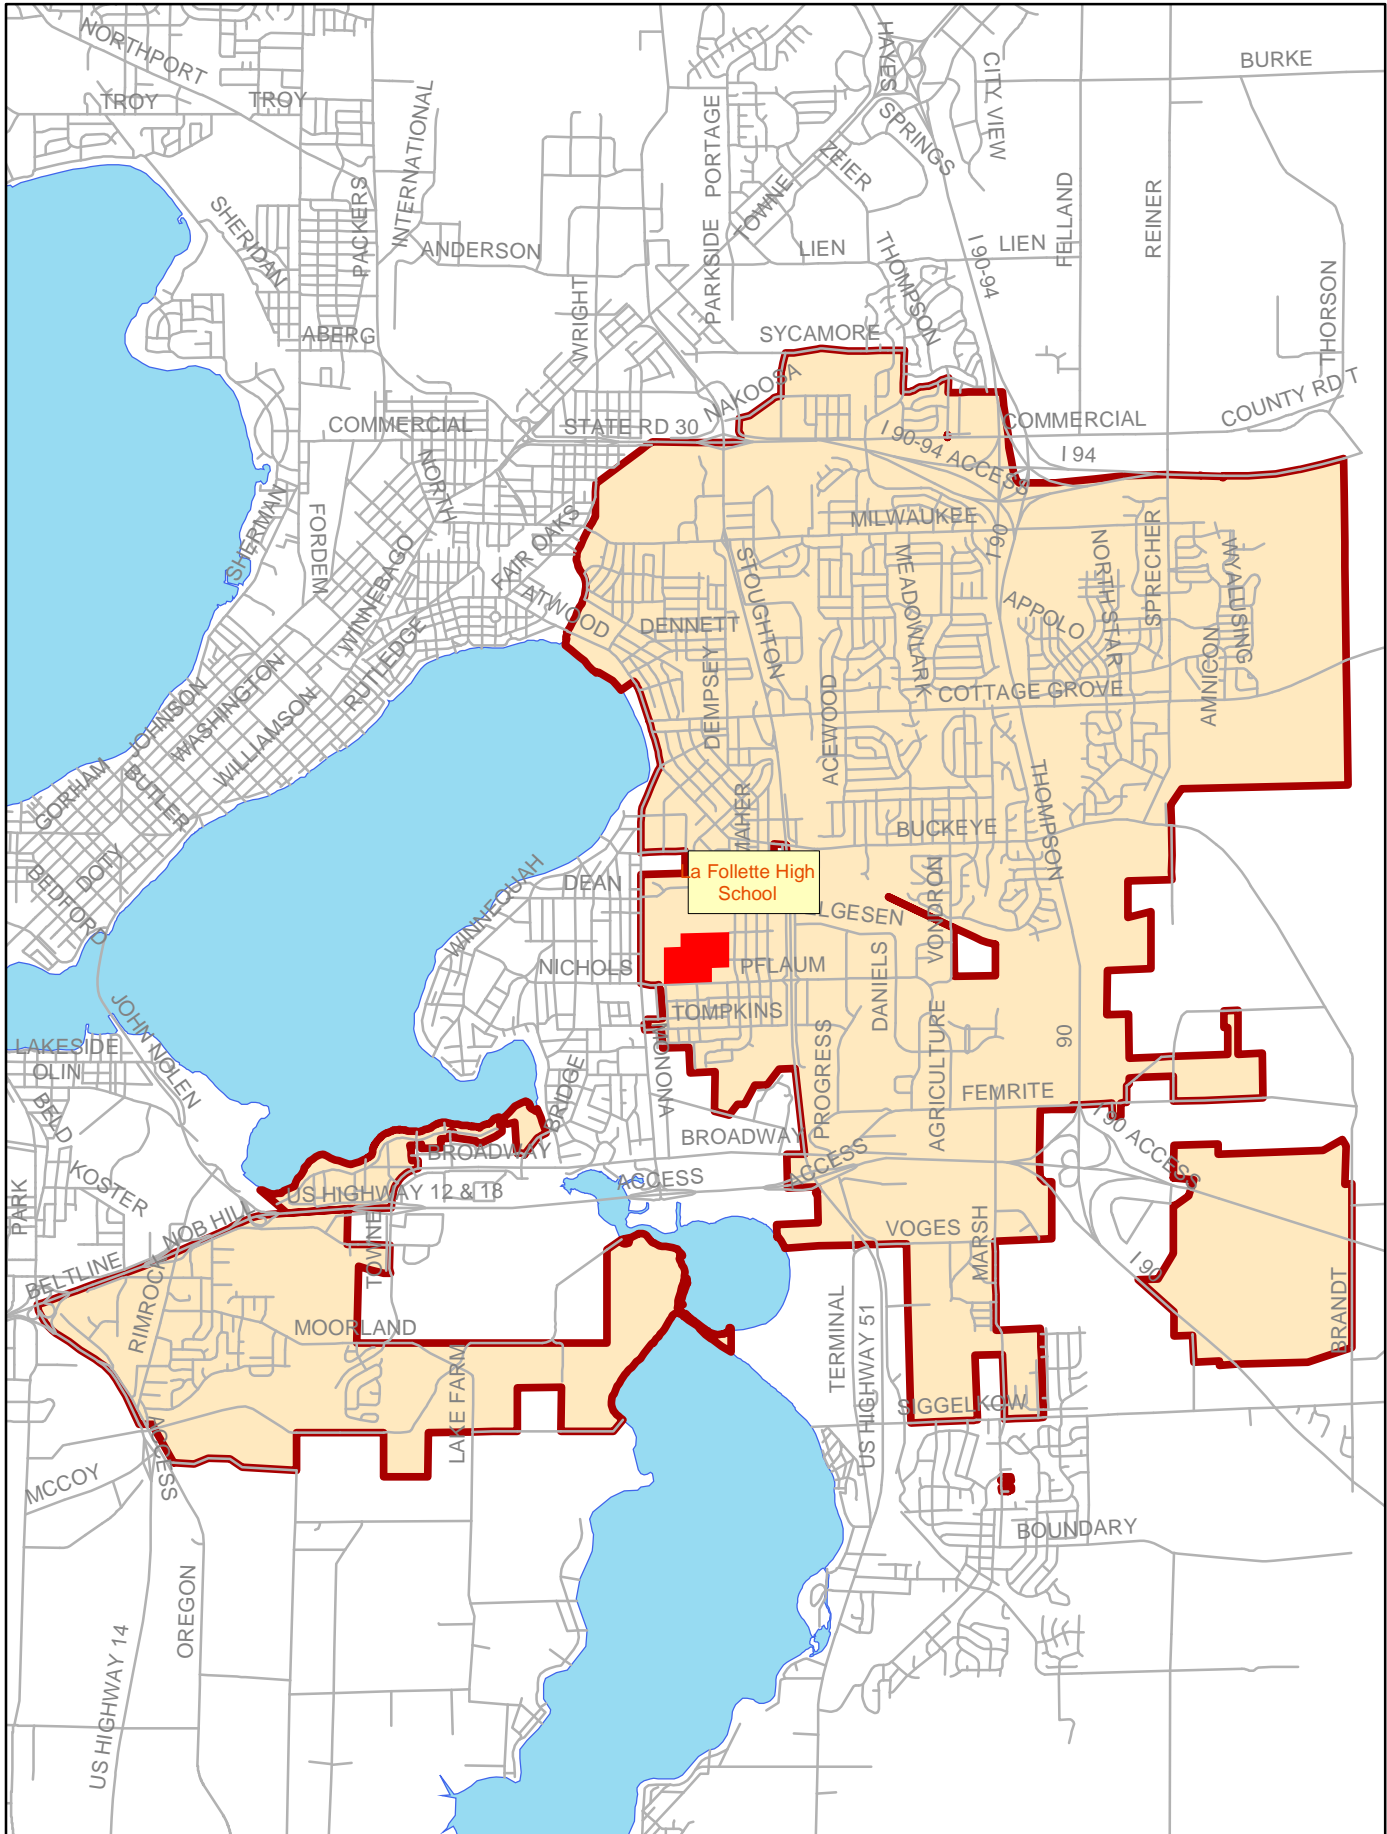 NORTHPORT
HAYES
CITY VIEW
BURKE
TROY
TROY
INTERNATIONAL
PORTAGE
SPRINGS
ZEIER
PACKERS
SHERIDAN
TOWNE
FELLAND
REINER
ANDERSON
PARKSIDE
LIEN
THOMPSON
I 90-94
LIEN
THORSON
WRIGHT
ABERG
SYCAMORE
NAKOOSA
COMMERCIAL
STATE RD 30
COMMERCIAL
COUNTY RD T
I 90-94 ACCESS
I 94
NORTH
SHERMAN
FORDEM
FAIR OAKS
MILWAUKEE
I 90
SPRECHER
WINNEBAGO
STOUGHTON
MEADOWLARK
NORTH STAR
WYALUSING
ATWOOD
DENNETT
APPOLO
RUTLEDGE
DEMPSEY
AMNICON
JOHNSON
WASHINGTON
COTTAGE GROVE
WILLIAMSON
ACEWOOD
GORHAM
BUTLER
THOMPSON
MAHER
BUCKEYE
DOTY
BEDFORD
WINNEQUAH
DEAN
La Follette High
School
LGESEN
VONDRON
NICHOLS
PFLAUM
DANIELS
JOHN NOLEN
TOMPKINS
LAKESIDE
OLIN
MONONA
PROGRESS
AGRICULTURE
90
BELD
BRIDGE
FEMRITE
BROADWAY
BROADWAY
I 90 ACCESS
KOSTER
US HIGHWAY 12 & 18
ACCESS
ACCESS
PARK
NOB HILL
TOWNE
VOGES
MARSH
BELTLINE
RIMROCK
I 90
MOORLAND
TERMINAL
US HIGHWAY 51
BRANDT
LAKE FARM
SIGGELKOW
ACCESS
MCCOY
BOUNDARY
OREGON
US HIGHWAY 14